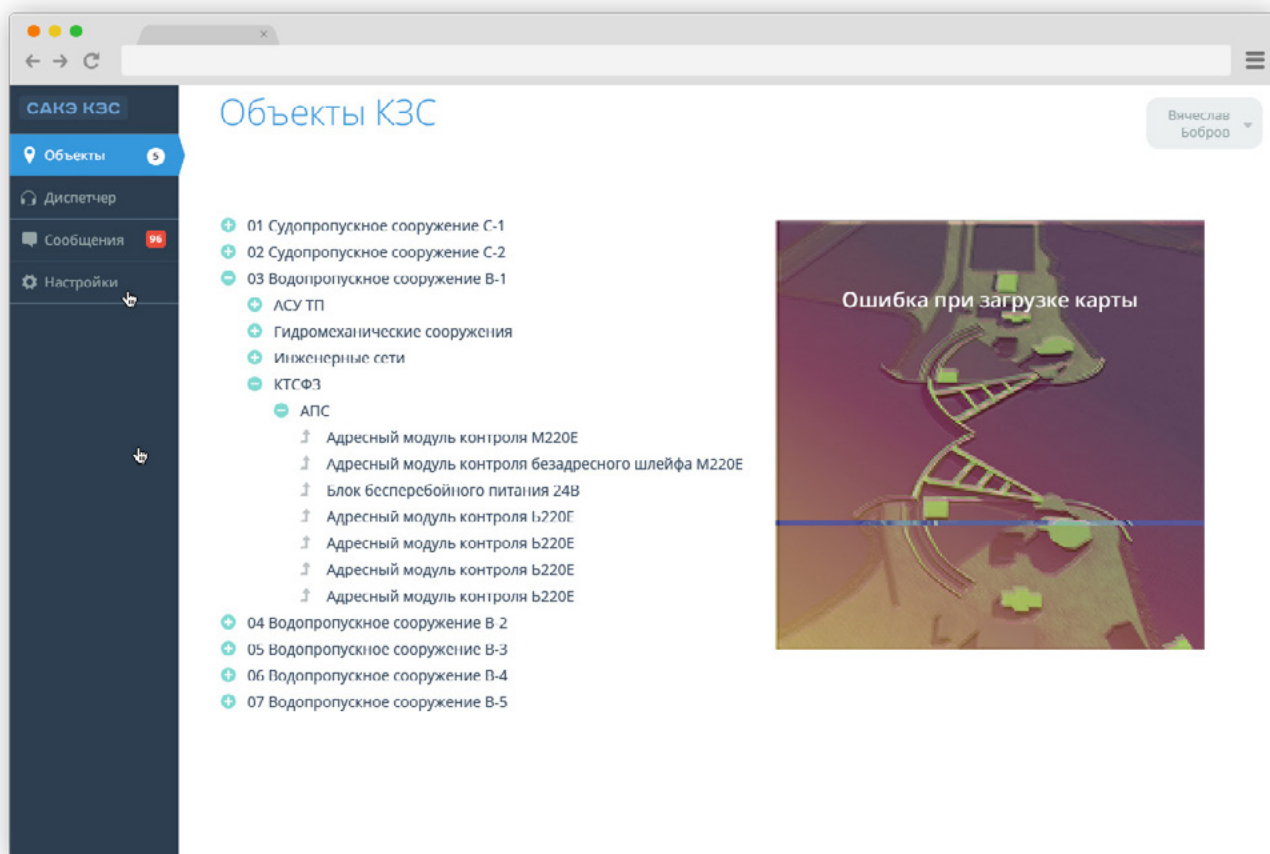 САКЭ КЗС
Объекты КЗС
Вячеслав
Бобров
Объекты 5
Диспетчер
Сообщения 96
Настройки
01 Судопропускное сооружение С-1
02 Судопропускное сооружение С-2
03 Водопропускное сооружение В-1
АСУ ТП
Гидромеханические сооружения
Инженерные сети
КТСФЗ
АПС
Адресный модуль контроля М220Е
Адресный модуль контроля безадресного шлейфа М220Е
Блок бесперебойного питания 24В
Адресный модуль контроля Б220Е
Адресный модуль контроля Б220Е
Адресный модуль контроля Б220Е
Адресный модуль контроля Б220Е
04 Водопропускное сооружение В-2
05 Водопропускное сооружение В-3
06 Водопропускное сооружение В-4
07 Водопропускное сооружение В-5
Ошибка при загрузке карты